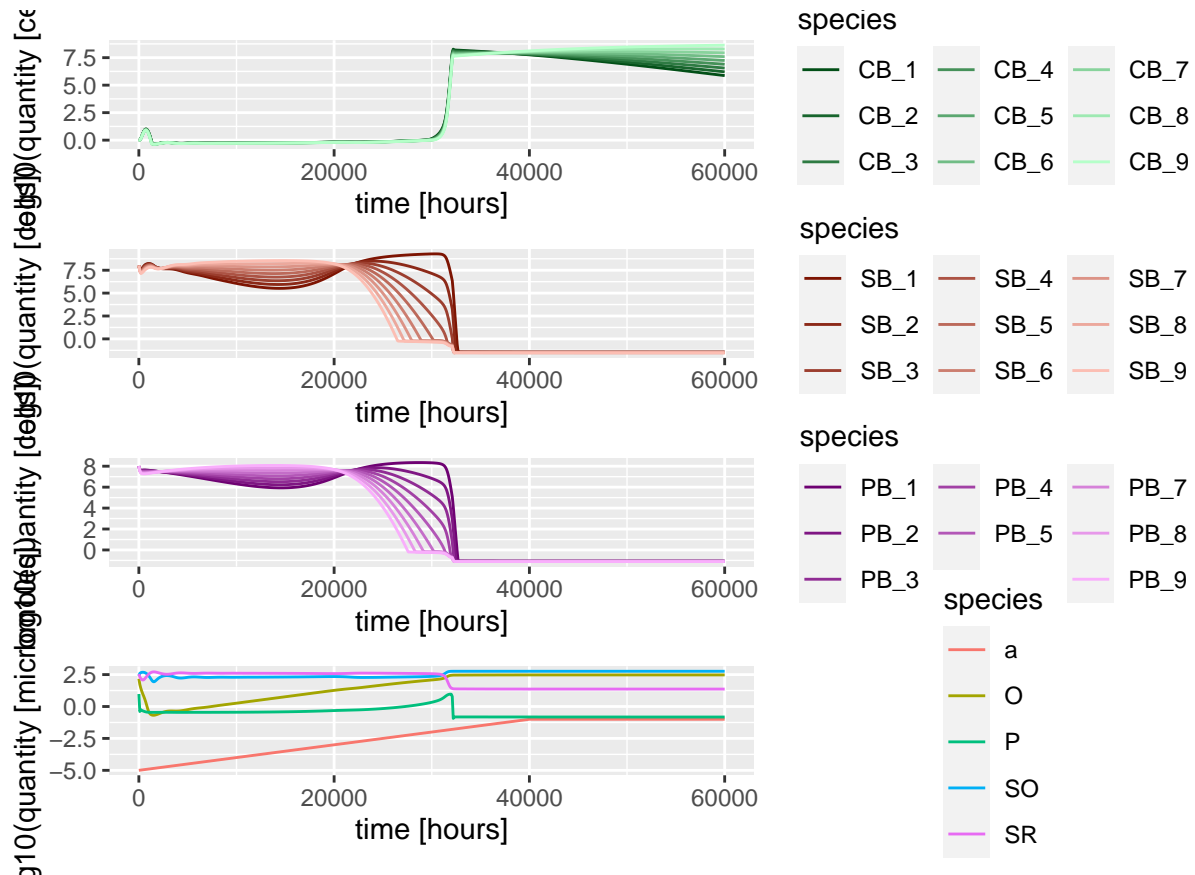 species
7.5
5.0
2.5
0.0
0
20000
40000
60000
time [hours]
CB_1
CB_4
CB_7
CB_2
CB_5
CB_8
CB_3
CB_6
CB_9
species
7.5
5.0
2.5
0.0
0
20000
40000
60000
time [hours]
SB_1
SB_4
SB_7
SB_2
SB_5
SB_8
SB_3
SB_6
SB_9
species
8
6
4
2
0
0
20000
40000
60000
time [hours]
PB_1
PB_4
PB_7
PB_2
PB_5
PB_8
PB_3
PB_9
species
2.5
0.0
−2.5
−5.0
0
20000
40000
60000
time [hours]
a
O
P
SO
SR
(quantity
(quantity
(quantity